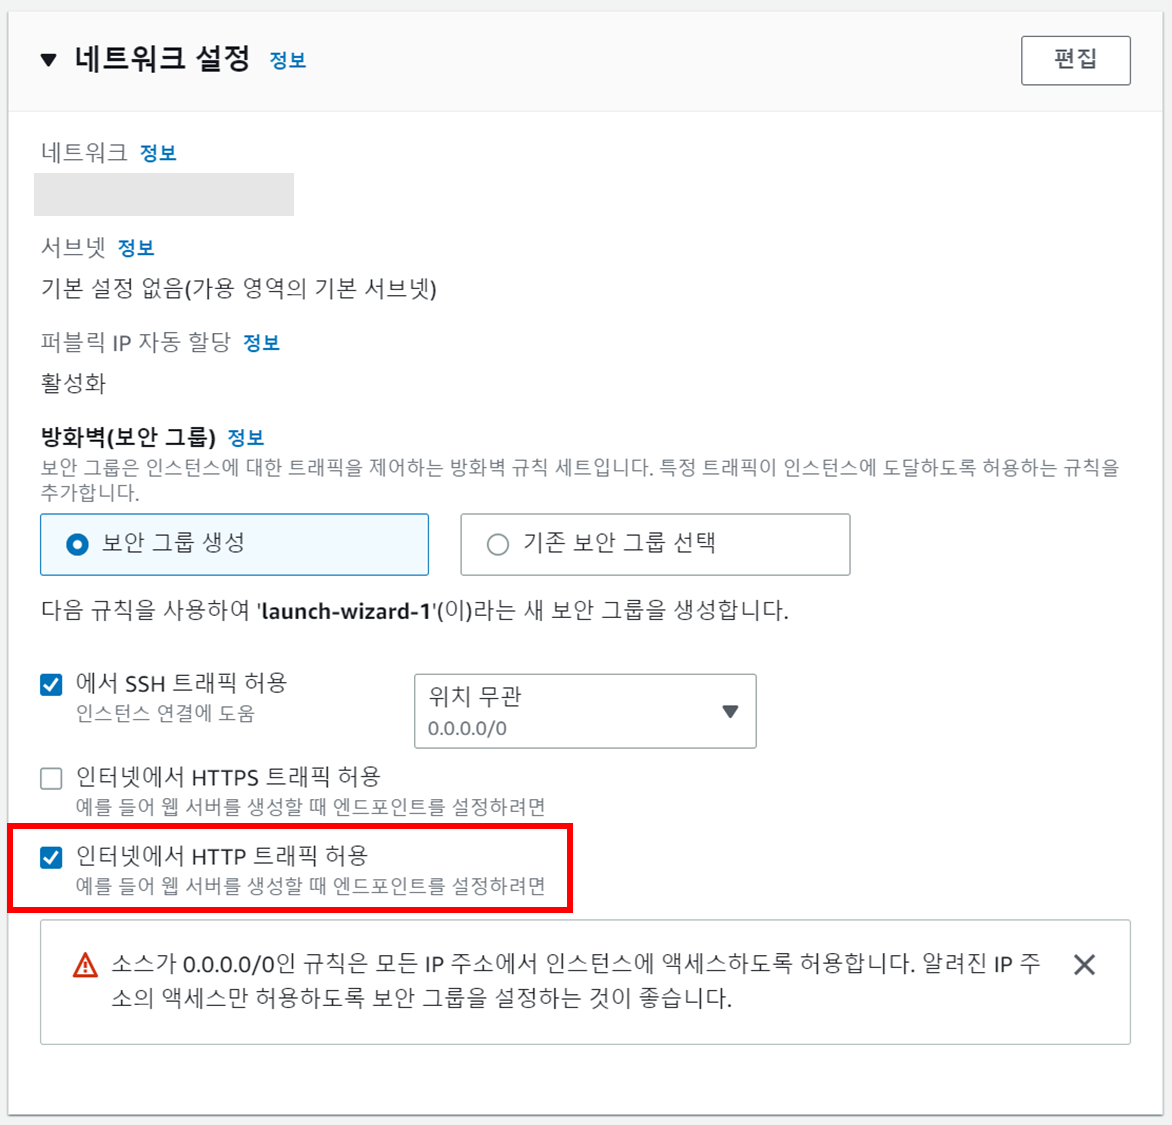 네트워크 설정 정보
편집
네트워크 정보
서브넷 정보
기본 설정 없음(가용 영역의 기본 서브넷)
퍼블릭 IP 자동 할당 정보
활성화
방화벽(보안 그룹) 정보
보안 그룹은 인스턴스에 대한 트래픽을 제어하는 방화벽 규칙 세트입니다. 특정 트래픽이 인스턴스에 도달하도록 허용하는 규칙을
추가합니다.
보안 그룹 생성
기존 보안 그룹 선택
다음 규칙을 사용하여 'launch-wizard-1'(이)라는 새 보안 그룹을 생성합니다.
에서 SSH 트래픽 허용
인스턴스 연결에 도움
위치 무관
0.0.0.0/0
인터넷에서 HTTPS 트래픽 허용
예를 들어 웹 서버를 생성할 때 엔드포인트를 설정하려면
인터넷에서 HTTP 트래픽 허용
예를 들어 웹 서버를 생성할 때 엔드포인트를 설정하려면
소스가 0.0.0.0/0인 규칙은 모든 IP 주소에서 인스턴스에 액세스하도록 허용합니다. 알려진 IP 주
소의 액세스만 허용하도록 보안 그룹을 설정하는 것이 좋습니다.